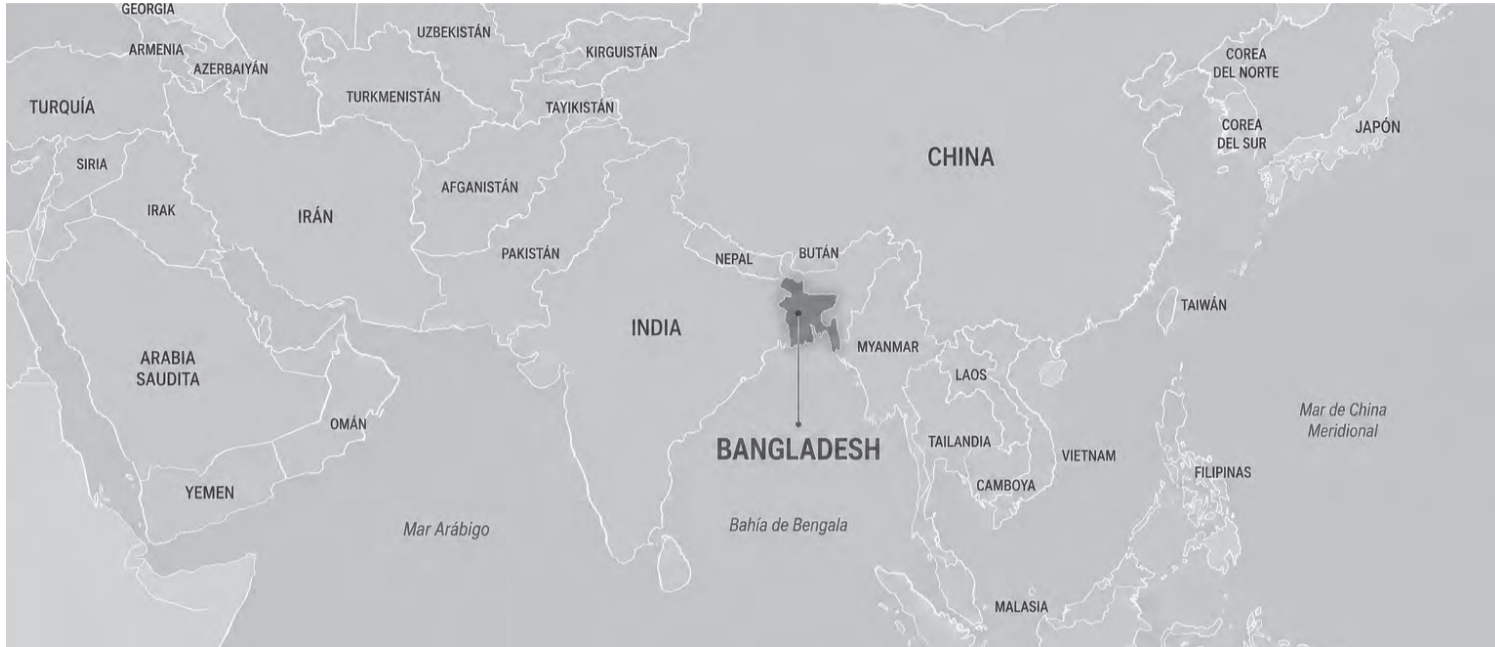 GEORGIA
UZBEKISTÁN
ARMENIA
KIRGUISTÁN
AZERBAIYÁN
COREA
DEL NORTE
TURQUÍA
TURKMENISTÁN
TAYIKISTÁN
COREA
DEL SUR
JAPÓN
SIRIA
CHINA
AFGANISTÁN
IRAK
IRÁN
PAKISTÁN
NEPAL
BUTÁN
TAIWÁN
INDIA
MYANMAR
ARABIA
SAUDITA
LAOS
Mar de China
Meridional
OMÁN
BANGLADESH
TAILANDIA
VIETNAM
FILIPINAS
CAMBOYA
YEMEN
Mar Arábigo
Bahía de Bengala
MALASIA